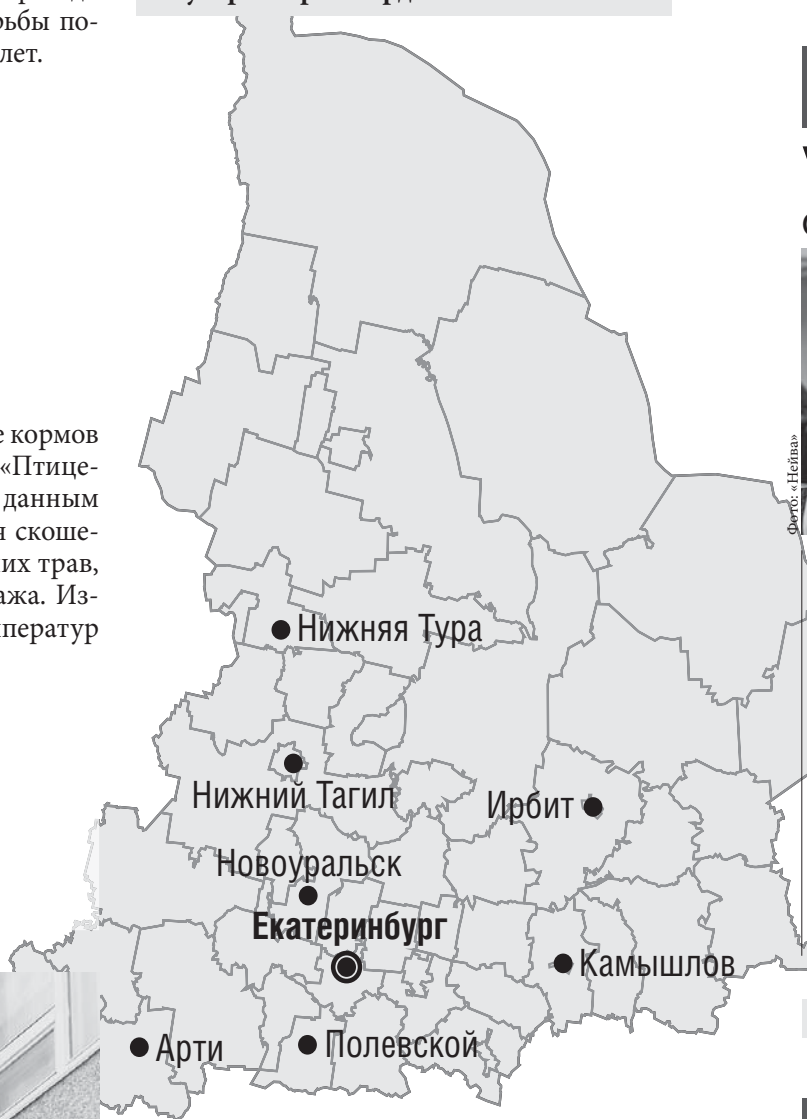 рьбы по-
лет.
е кормов
«Птице-
данным
я скоше-
их трав,
ажа. Из-
ператур
Фото: «Нейва»
Нижняя Тура
Нижний Тагил
Ирбит
Новоуральск
Екатеринбург
Камышлов
Арти
Полевской